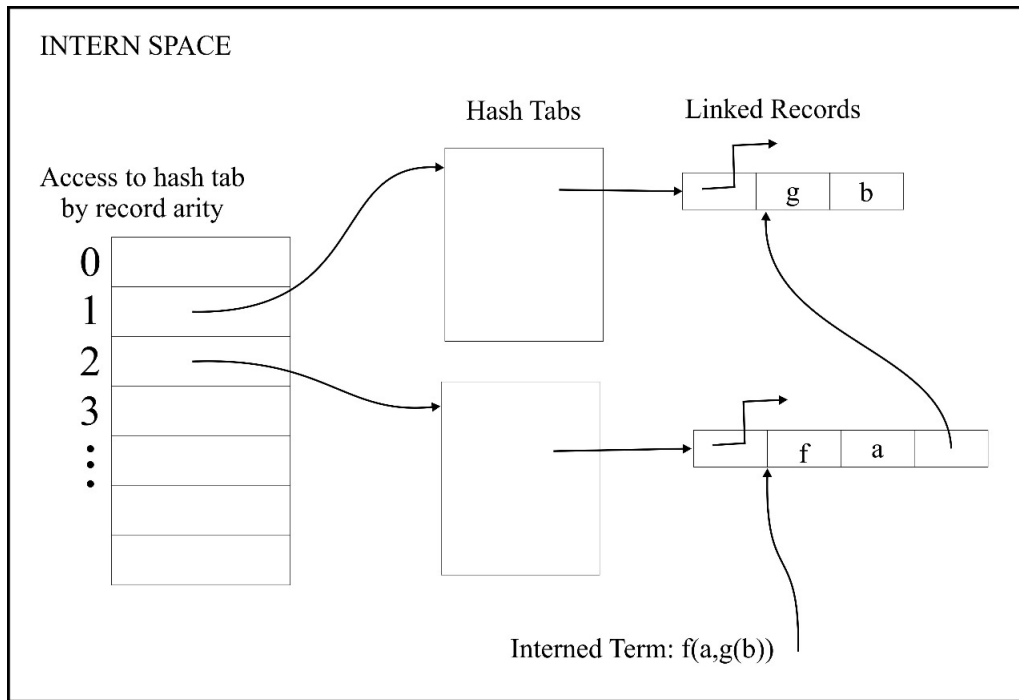 INTERN SPACE
Hash Tabs
Linked Records
Access to hash tab
by record arity
g b
0
1
2
3
f a
Interned Term: f(a,g(b))